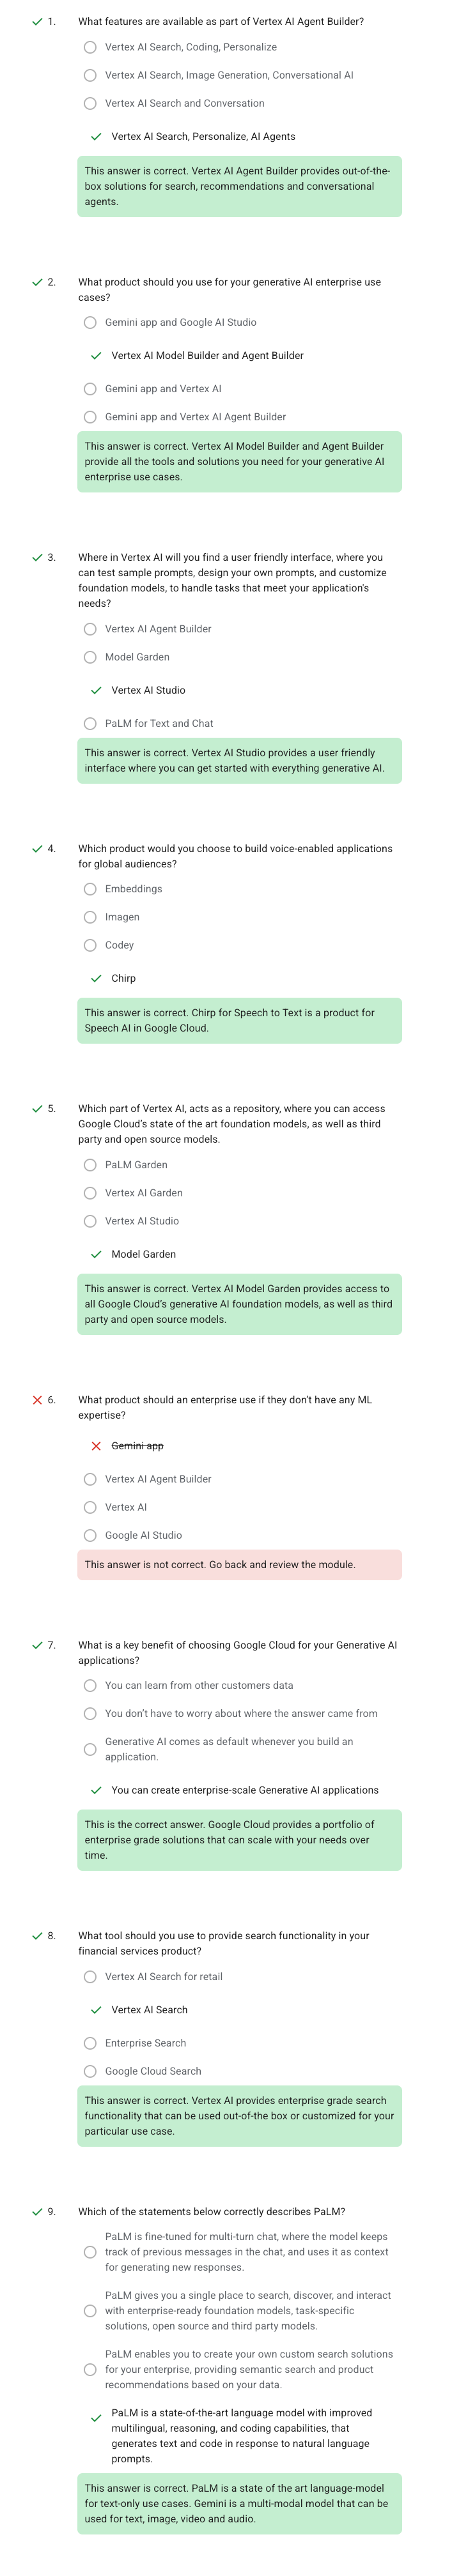 1. What features are available as part of Vertex AI Agent Builder?
Vertex AI Search, Coding, Personalize
Vertex AI Search, Image Generation, Conversational AI
Vertex AI Search and Conversation
Vertex AI Search, Personalize, AI Agents
This answer is correct. Vertex AI Agent Builder provides out-of-the-
box solutions for search, recommendations and conversational
agents.
2. What product should you use for your generative AI enterprise use
cases?
Gemini app and Google AI Studio
Vertex AI Model Builder and Agent Builder
Gemini app and Vertex AI
Gemini app and Vertex AI Agent Builder
This answer is correct. Vertex AI Model Builder and Agent Builder
provide all the tools and solutions you need for your generative AI
enterprise use cases.
3. Where in Vertex AI will you find a user friendly interface, where you
can test sample prompts, design your own prompts, and customize
foundation models, to handle tasks that meet your application's
needs?
Vertex AI Agent Builder
Model Garden
Vertex AI Studio
PaLM for Text and Chat
This answer is correct. Vertex AI Studio provides a user friendly
interface where you can get started with everything generative AI.
4. Which product would you choose to build voice-enabled applications
for global audiences?
Embeddings
Imagen
Codey
Chirp
This answer is correct. Chirp for Speech to Text is a product for
Speech AI in Google Cloud.
5. Which part of Vertex AI, acts as a repository, where you can access
Google Cloud's state of the art foundation models, as well as third
party and open source models.
PaLM Garden
Vertex AI Garden
Vertex AI Studio
Model Garden
This answer is correct. Vertex AI Model Garden provides access to
all Google Cloud's generative AI foundation models, as well as third
party and open source models.
6. What product should an enterprise use if they don't have any ML
expertise?
Gemini app
Vertex AI Agent Builder
Vertex AI
Google AI Studio
This answer is not correct. Go back and review the module.
7. What is a key benefit of choosing Google Cloud for your Generative AI
applications?
You can learn from other customers data
You don't have to worry about where the answer came from
Generative AI comes as default whenever you build an
application.
You can create enterprise-scale Generative AI applications
This is the correct answer. Google Cloud provides a portfolio of
enterprise grade solutions that can scale with your needs over
time.
8. What tool should you use to provide search functionality in your
financial services product?
Vertex AI Search for retail
Vertex AI Search
Enterprise Search
Google Cloud Search
This answer is correct. Vertex AI provides enterprise grade search
functionality that can be used out-of-the box or customized for your
particular use case.
9. Which of the statements below correctly describes PaLM?
PaLM is fine-tuned for multi-turn chat, where the model keeps
track of previous messages in the chat, and uses it as context
for generating new responses.
PaLM gives you a single place to search, discover, and interact
with enterprise-ready foundation models, task-specific
solutions, open source and third party models.
PaLM enables you to create your own custom search solutions
for your enterprise, providing semantic search and product
recommendations based on your data.
PaLM is a state-of-the-art language model with improved
multilingual, reasoning, and coding capabilities, that
generates text and code in response to natural language
prompts.
This answer is correct. PaLM is a state of the art language-model
for text-only use cases. Gemini is a multi-modal model that can be
used for text, image, video and audio.